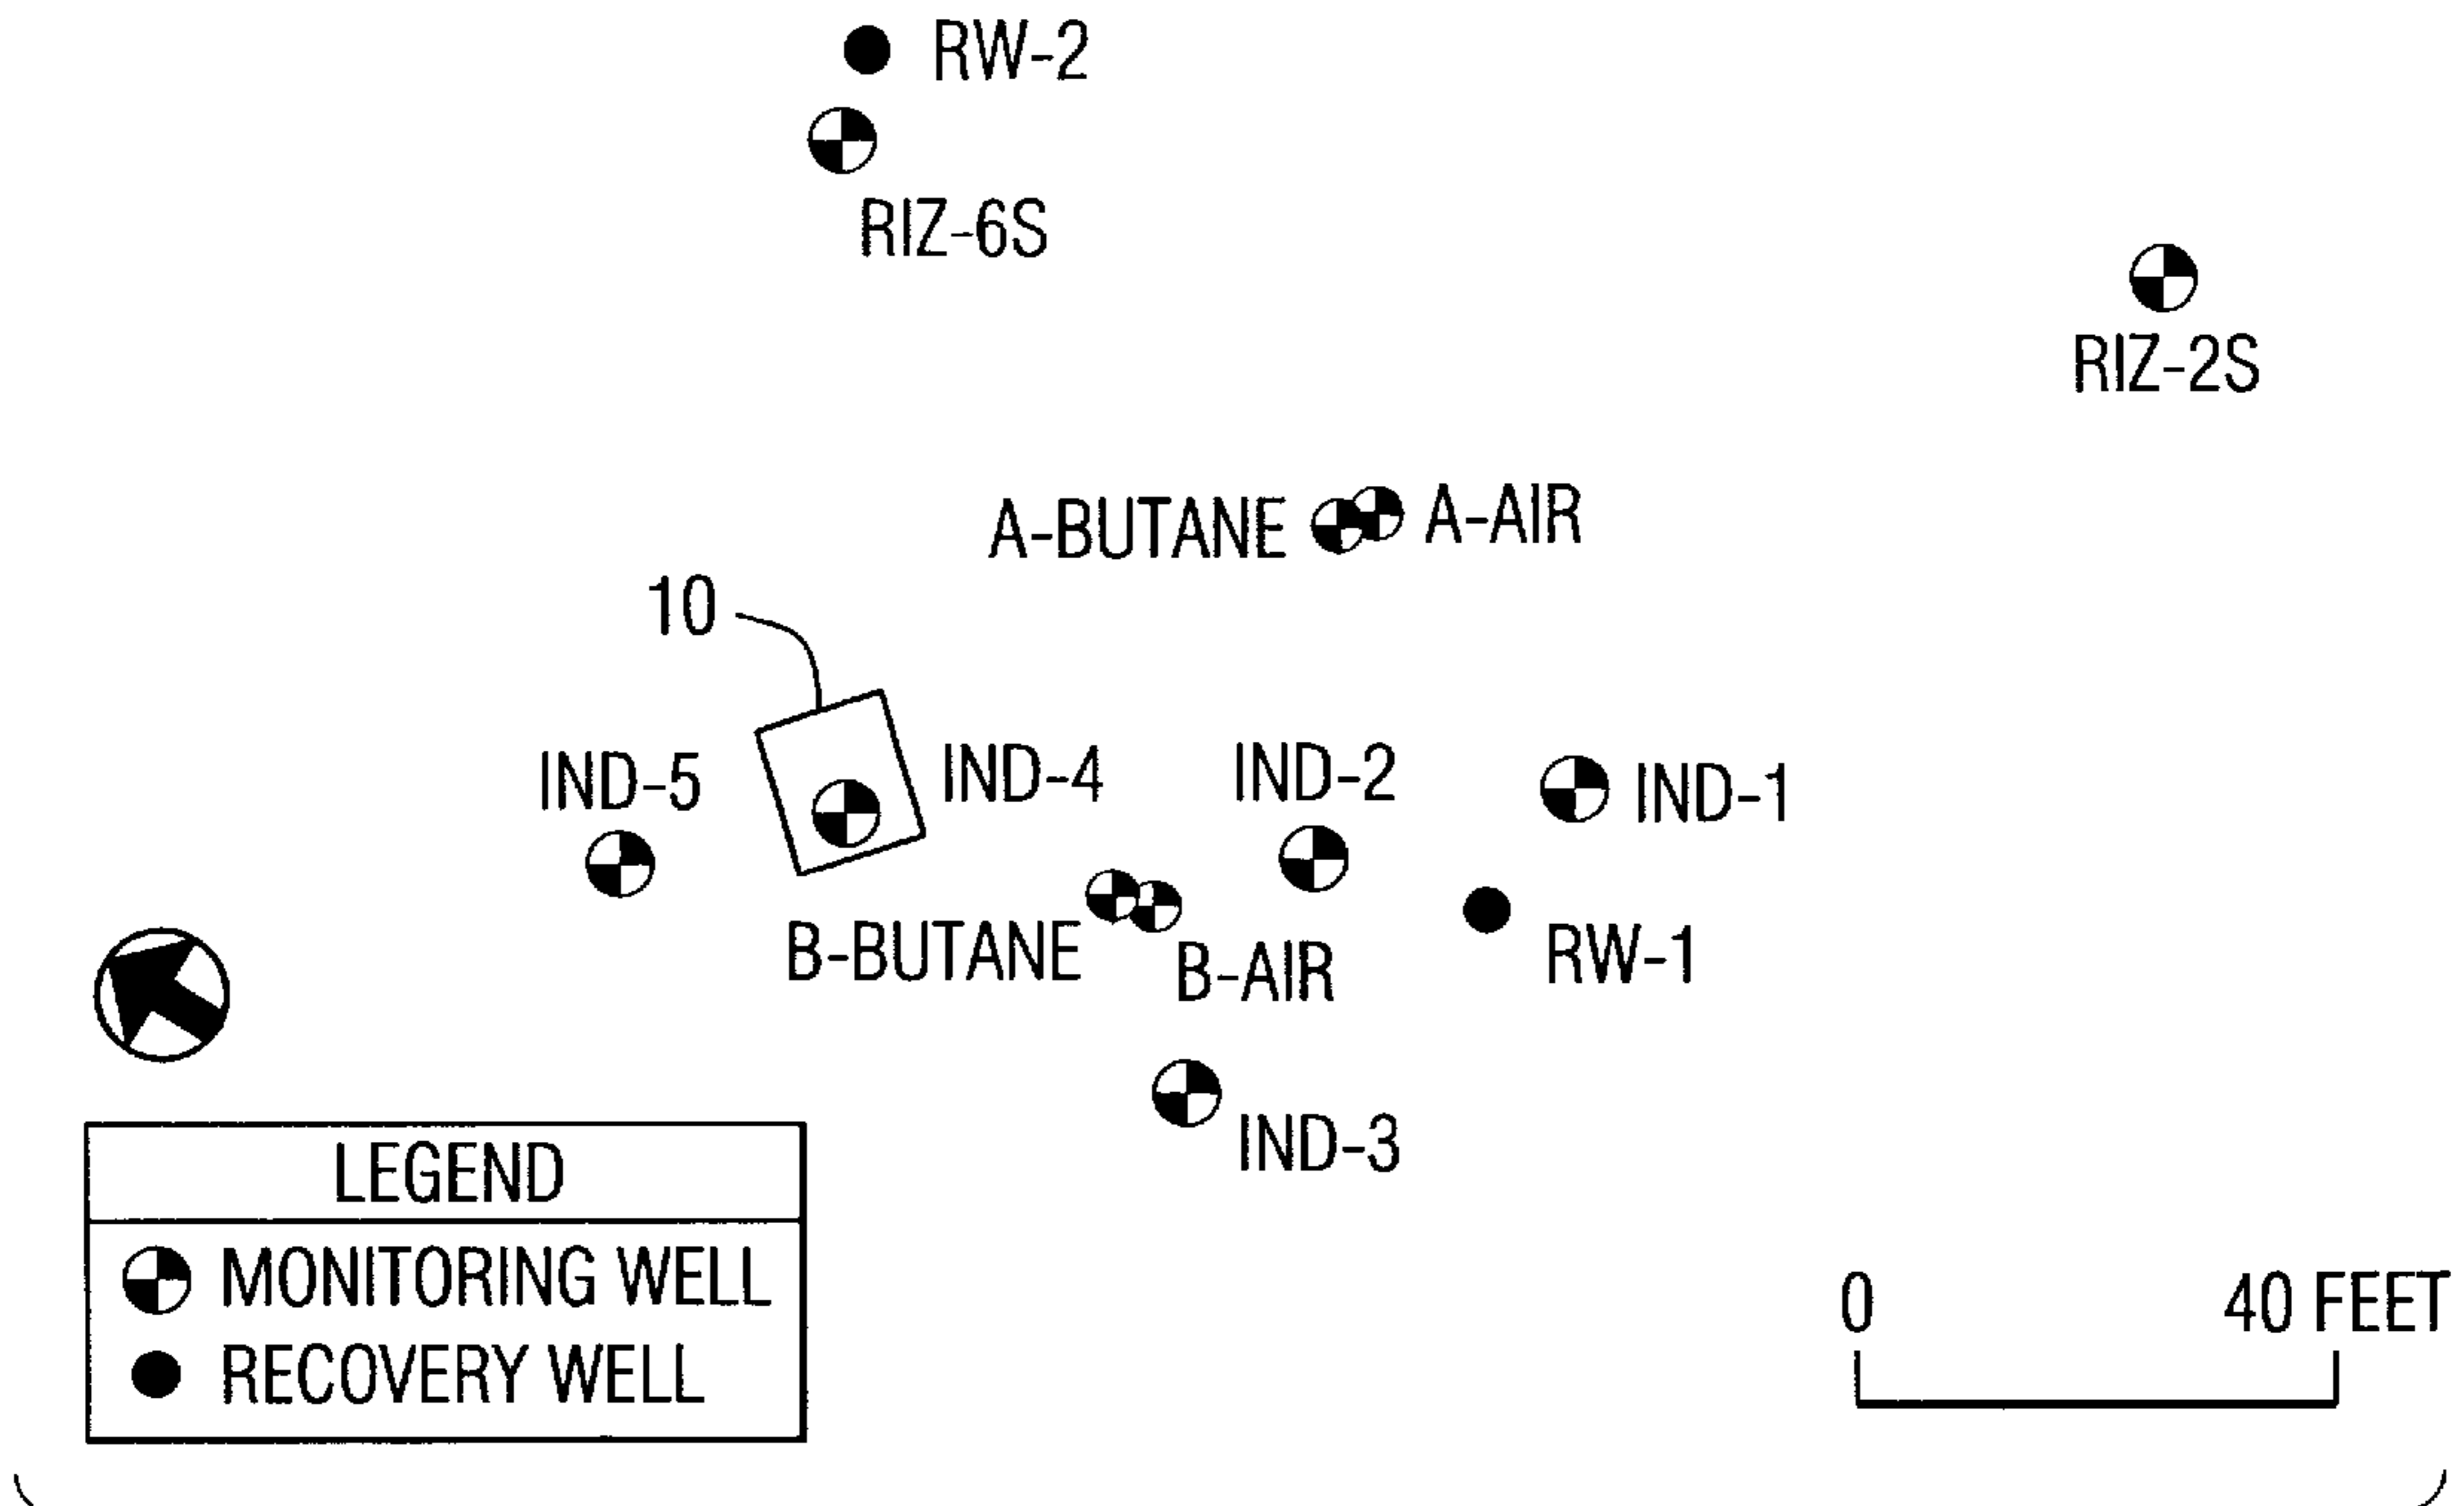 RW-2
RIZ-6S
RIZ-2S
A-BUTANE
A-AIR
10
IND-5
IND-4
IND-2
IND-1
B-BUTANE
B-AIR
RW-1
IND-3
LEGEND
MONITORING WELL
RECOVERY WELL
0
40 FEET